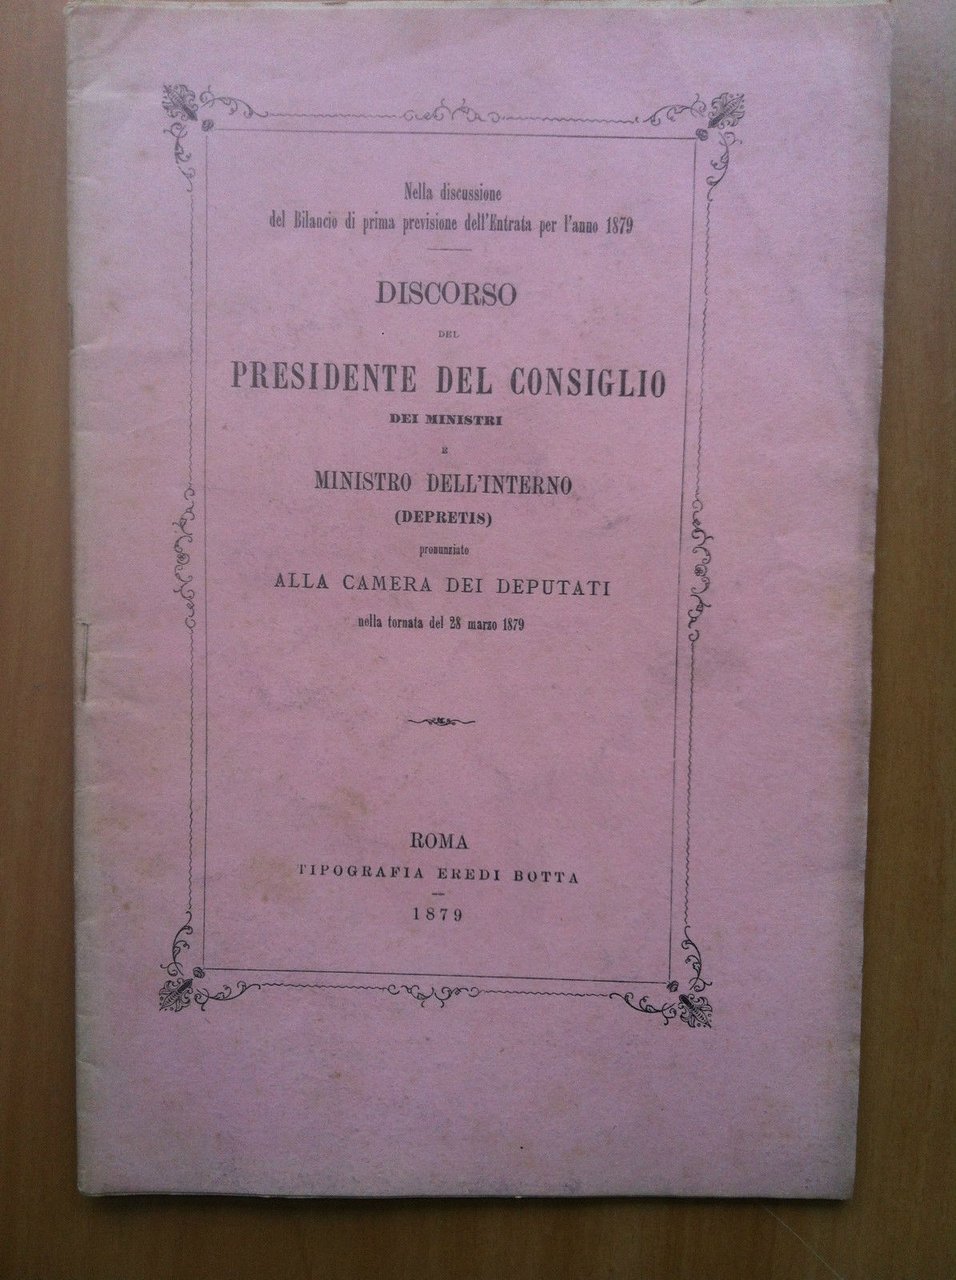 Nella discussione
del Bilancio di prima previsione dell'Entrata per l'anno 1879
DISCORSO
DEL
PRESIDENTE DEL CONSIGLIO
DEI MINISTRI
E
MINISTRO DELL'INTERNO
(DEPRETIS)
pronunziato
ALLA CAMERA DEI DEPUTATI
nella tornata del 28 marzo 1879
ROMA
TIPOGRAFIA EREDI BOTTA
1879